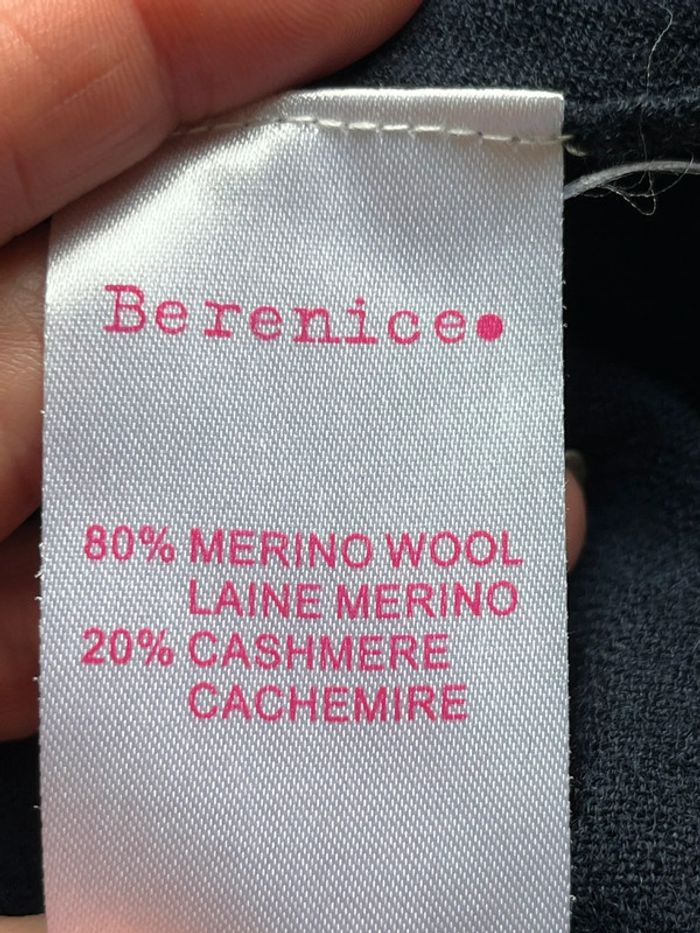 Berenice
80% MERINO WOOL
LAINE MERINO
20% CASHMERE
CACHEMIRE